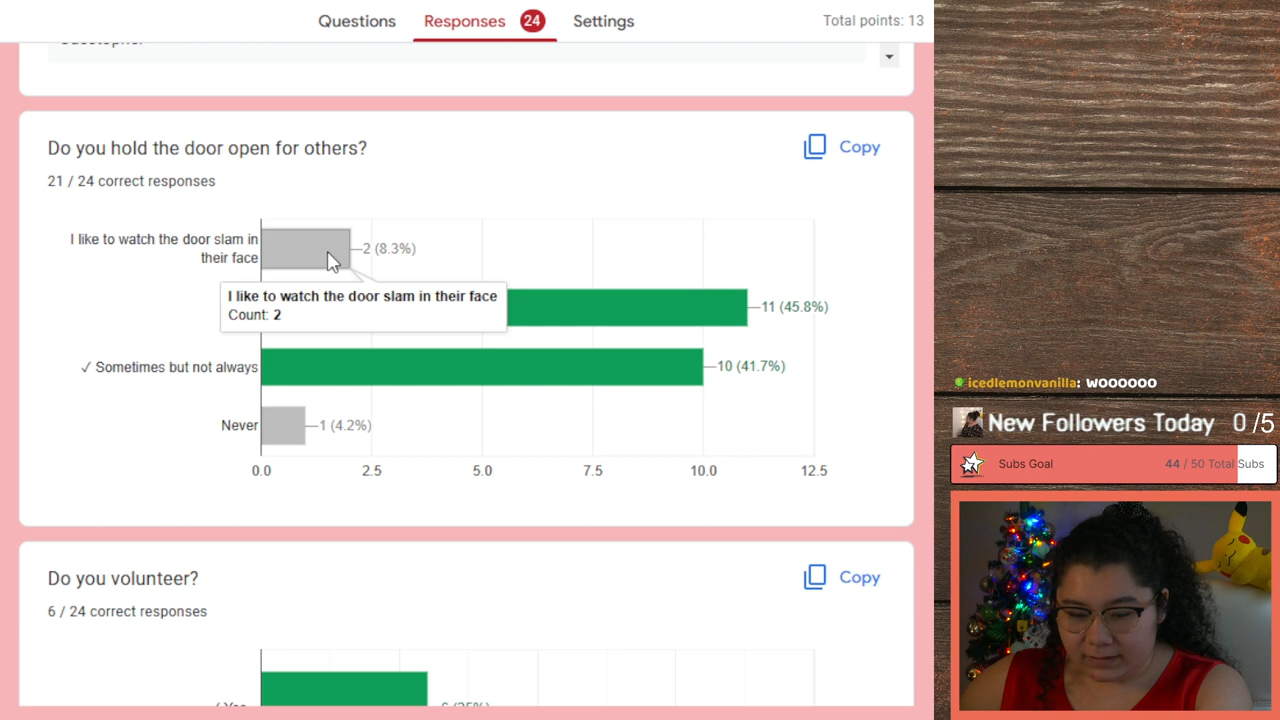 Questions
Responses 24
Settings
Total points: 13
Do you hold the door open for others?
Copy
21 / 24 correct responses
I like to watch the door slam in
their face
2 (8.3%)
I like to watch the door slam in their face
Count: 2
11 (45.8%)
✓ Sometimes but not always
10 (41.7%)
Never
1 (4.2%)
0.0 2.5 5.0 7.5 10.0 12.5
Do you volunteer?
Copy
6 / 24 correct responses
icedlemonvanilla: WOOOOOO
New Followers Today 0 /5
Subs Goal 44 / 50 Total Subs